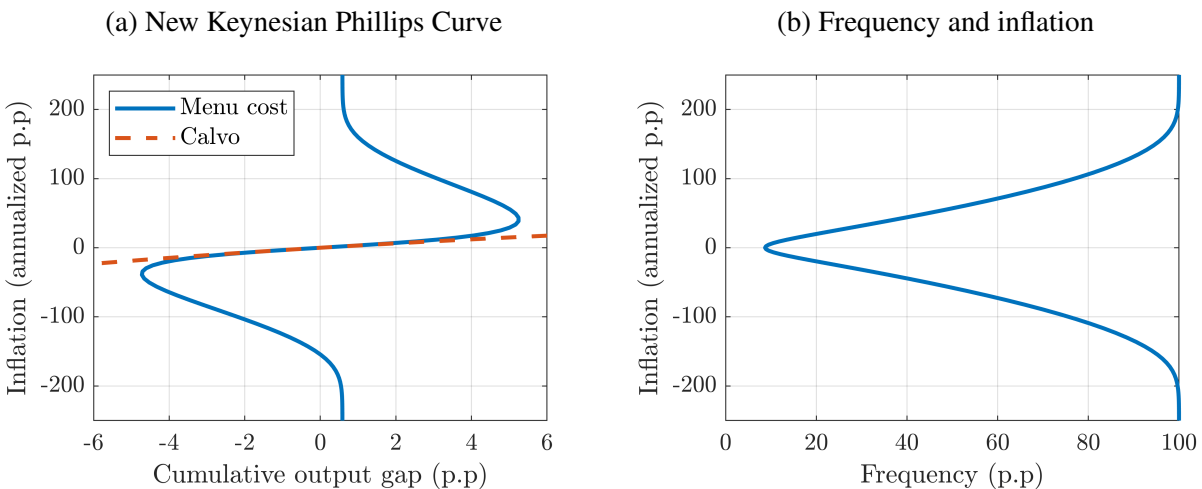 (a) New Keynesian Phillips Curve
Inflation (annualized p.p)
200
100
0
-100
-200
Menu cost
Calvo
-6 -4 -2 0 2 4 6
Cumulative output gap (p.p)
(b) Frequency and inflation
Inflation (annualized p.p)
200
100
0
-100
-200
0 20 40 60 80 100
Frequency (p.p)